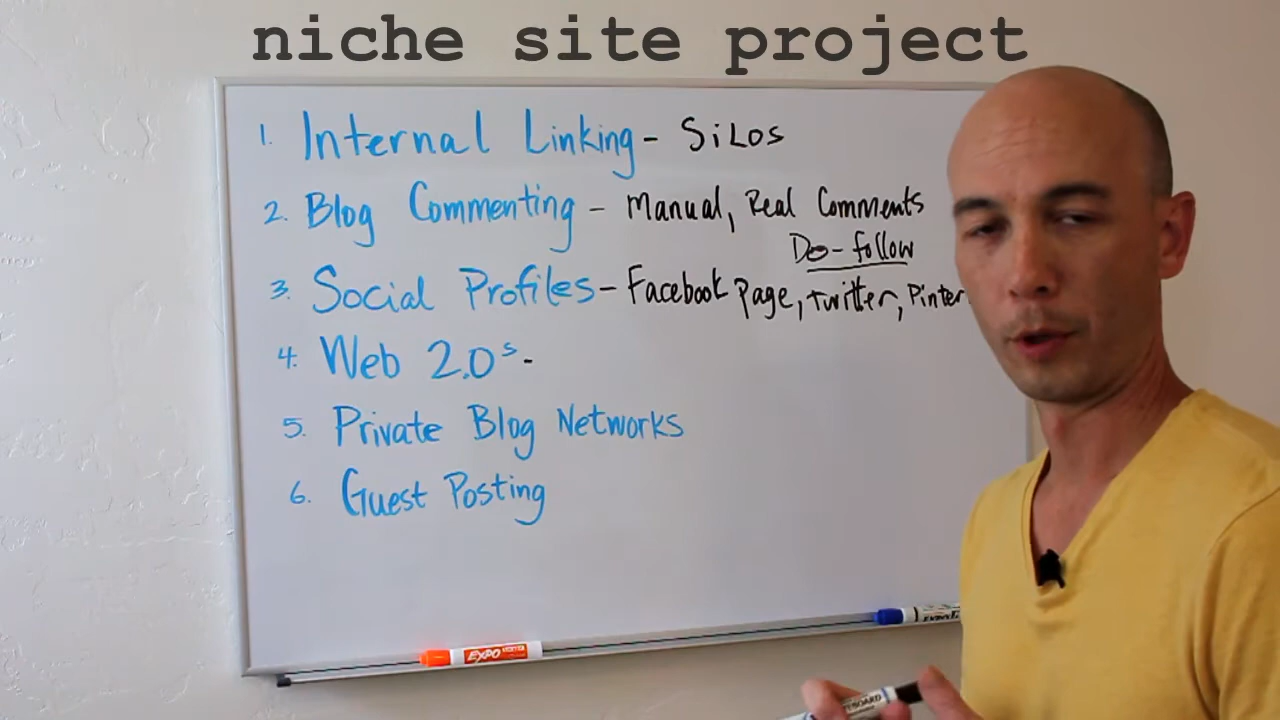 niche site project
1. Internal Linking - SiLos
2. Blog Commenting - Manual, Real Comments
Do-follow
3. Social Profiles - Facebook Page, Twitter, Pinter
4. Web 2.0s -
5. Private Blog Networks
6. Guest Posting
EXPO
EXPO